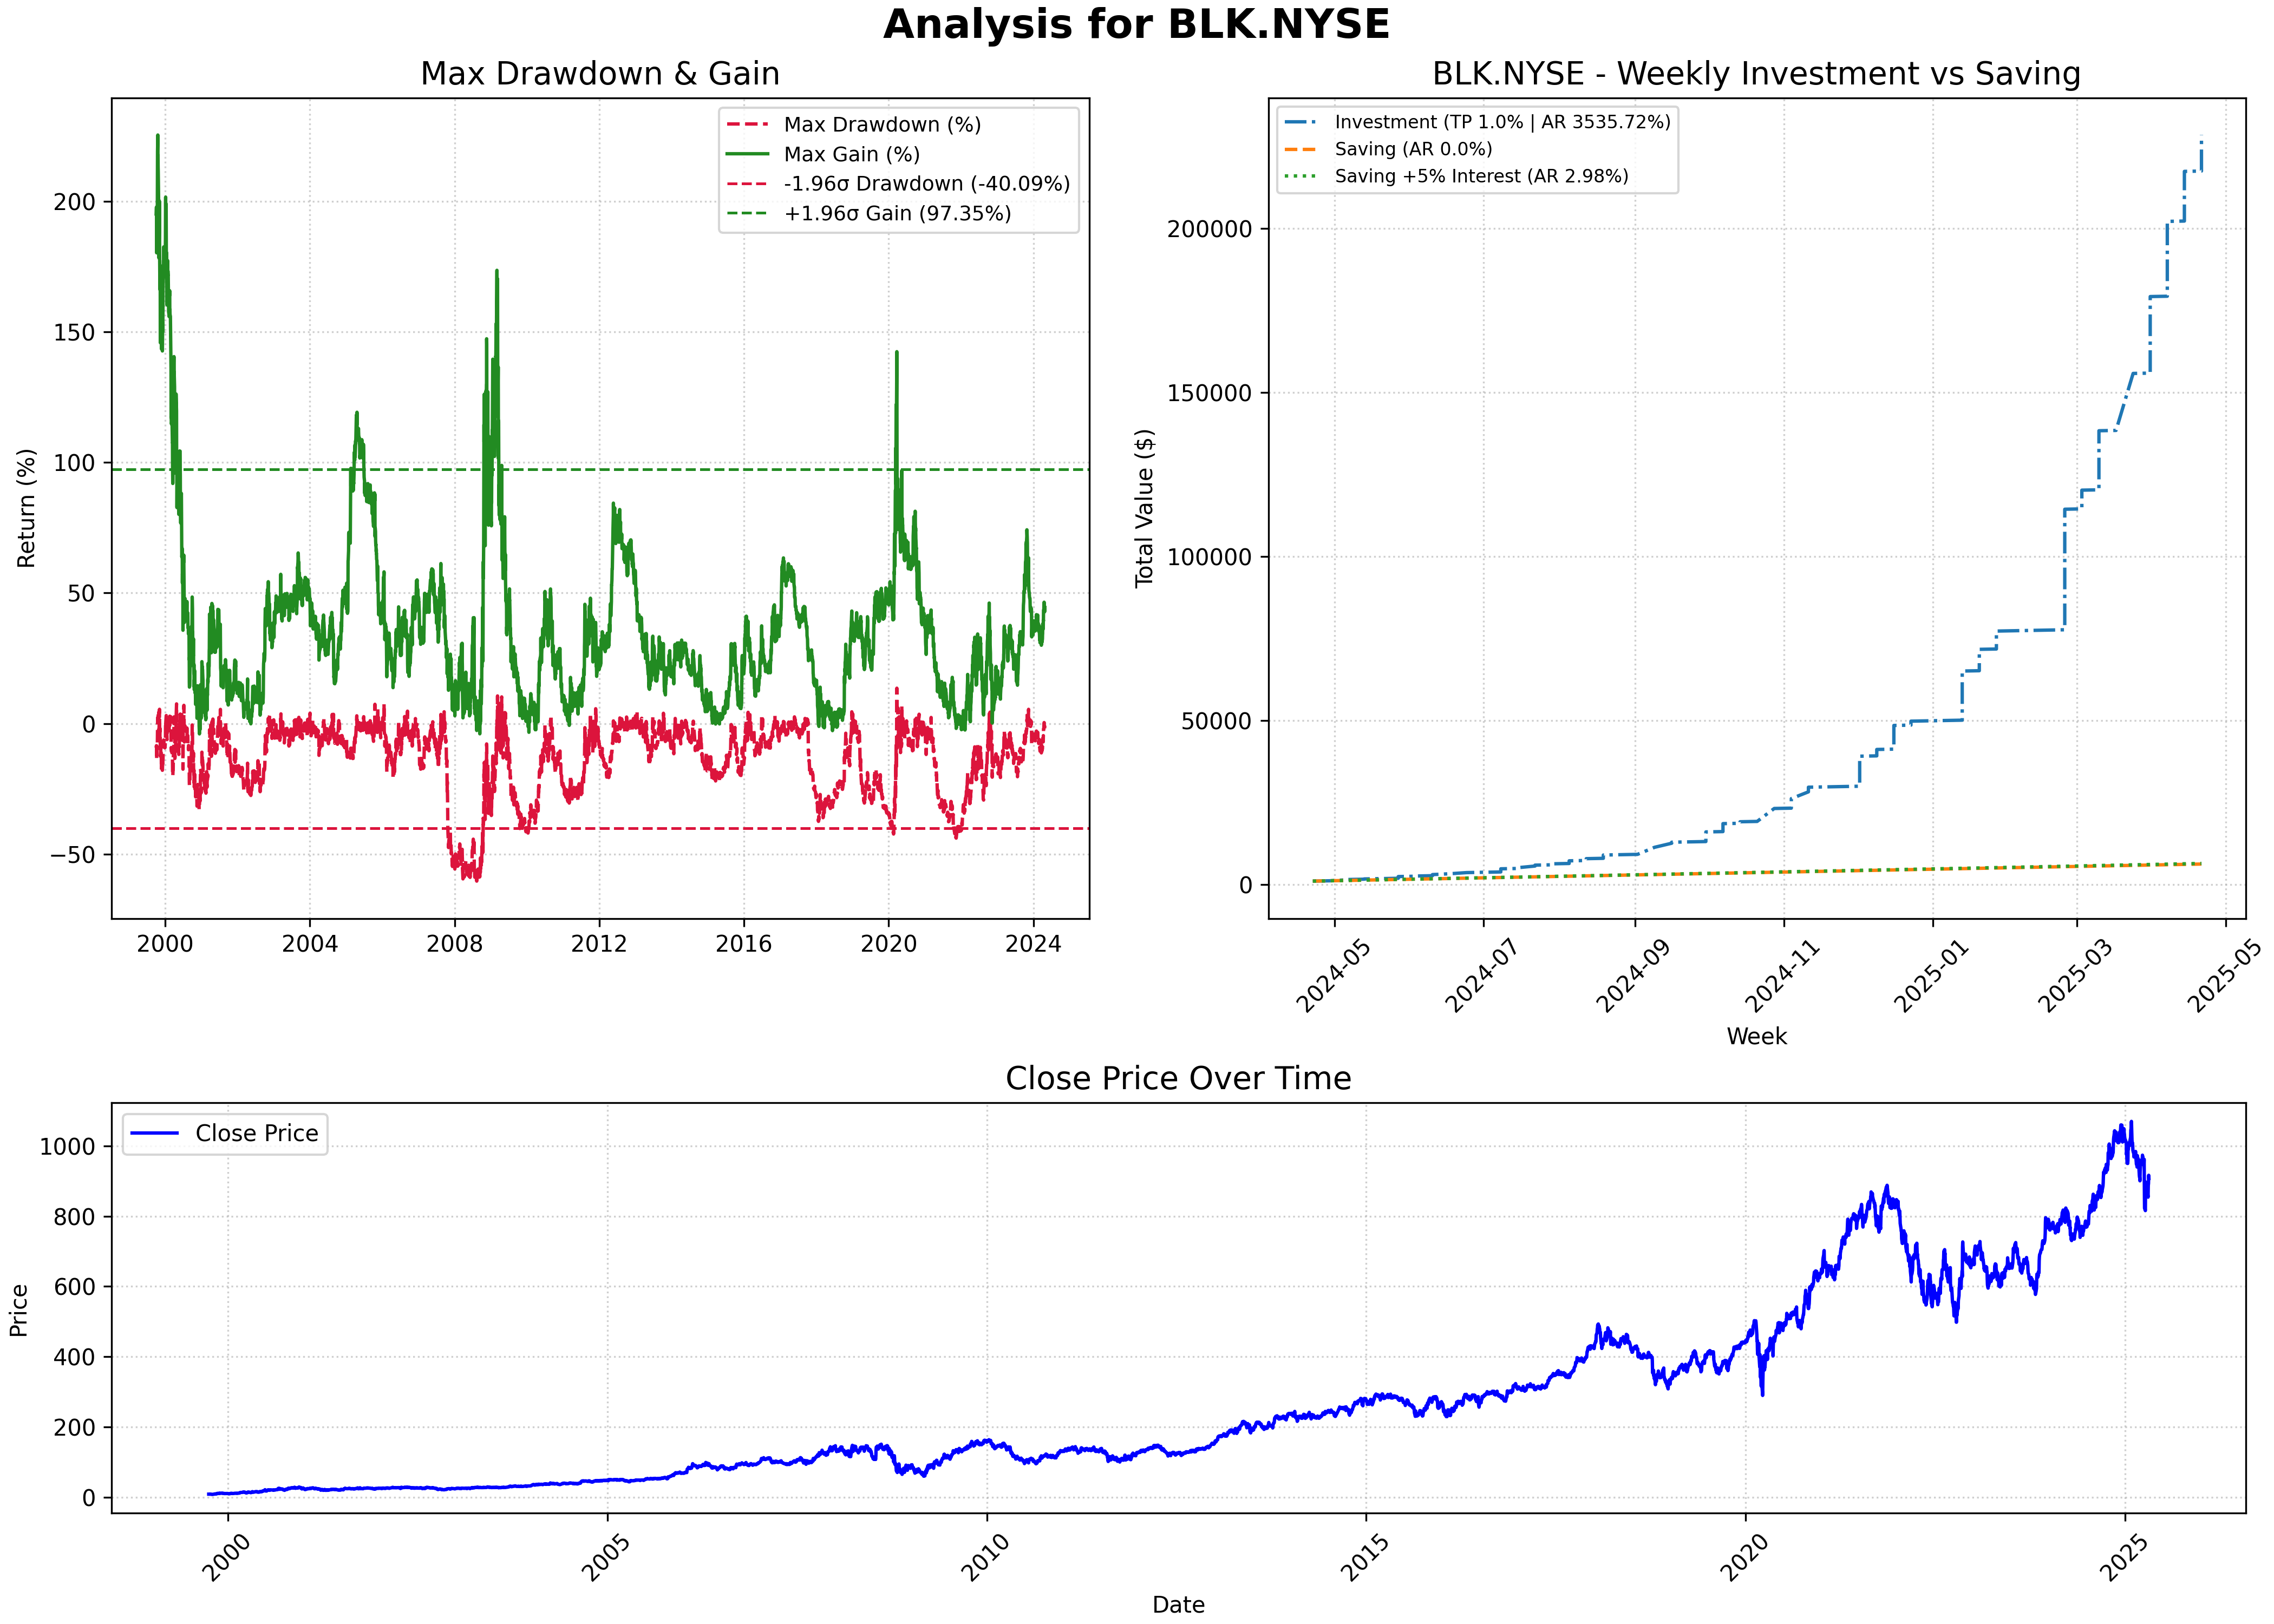 Analysis for BLK.NYSE
Max Drawdown & Gain
Return (%)
200
150
100
50
0
−50
2000 2004 2008 2012 2016 2020 2024
Max Drawdown (%)
Max Gain (%)
-1.96σ Drawdown (-40.09%)
+1.96σ Gain (97.35%)
BLK.NYSE - Weekly Investment vs Saving
Total Value ($)
200000
150000
100000
50000
0
2024-05 2024-07 2024-09 2024-11 2025-01 2025-03 2025-05
Week
Investment (TP 1.0% | AR 3535.72%)
Saving (AR 0.0%)
Saving +5% Interest (AR 2.98%)
Close Price Over Time
Price
1000
800
600
400
200
0
2000 2005 2010 2015 2020 2025
Date
Close Price